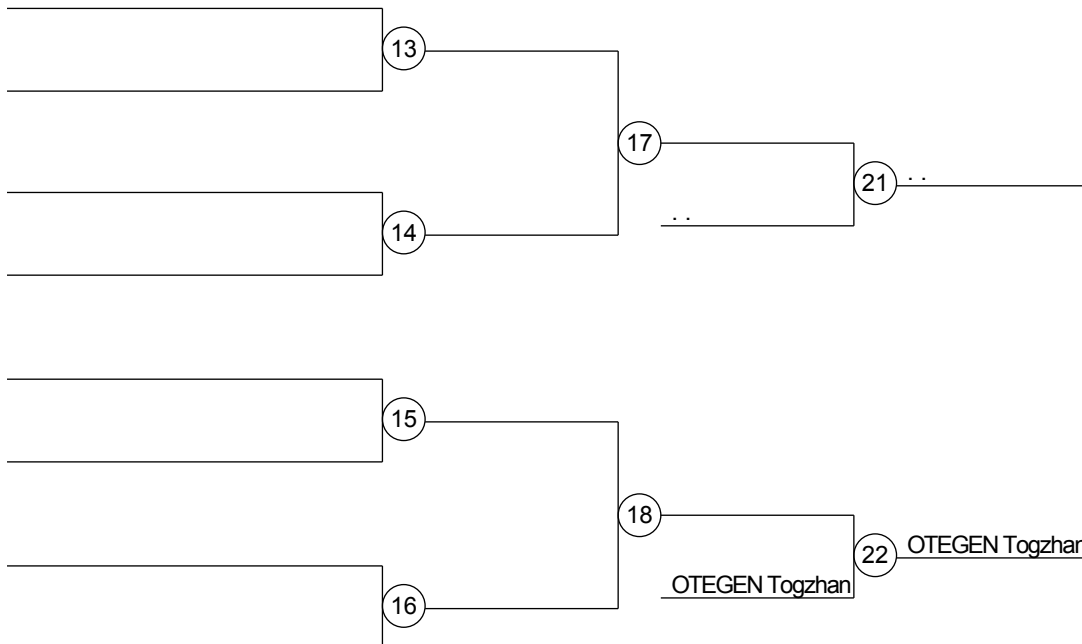 13
17
21 . .
. .
14
15
18
22 OTEGEN Togzhan
OTEGEN Togzhan
16